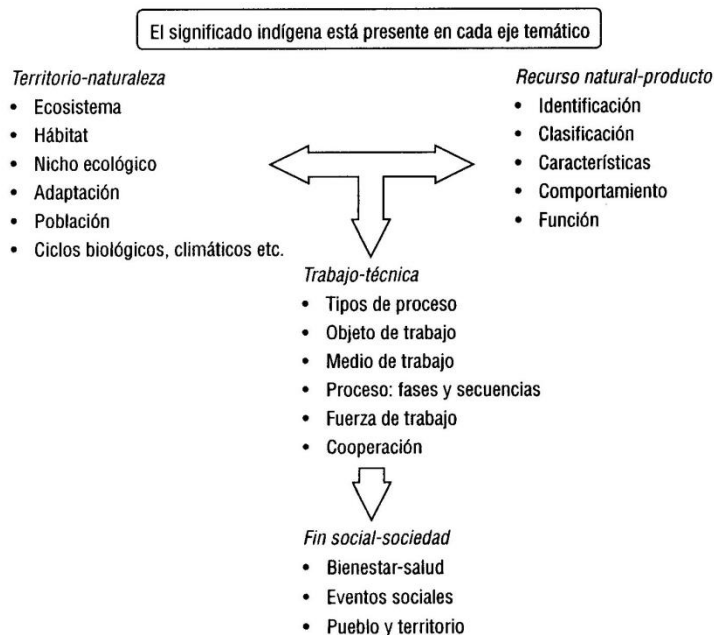 El significado indígena está presente en cada eje temático
Territorio-naturaleza
• Ecosistema
• Hábitat
• Nicho ecológico
• Adaptación
• Población
• Ciclos biológicos, climáticos etc.
Recurso natural-producto
• Identificación
• Clasificación
• Características
• Comportamiento
• Función
Trabajo-técnica
• Tipos de proceso
• Objeto de trabajo
• Medio de trabajo
• Proceso: fases y secuencias
• Fuerza de trabajo
• Cooperación
Fin social-sociedad
• Bienestar-salud
• Eventos sociales
• Pueblo y territorio